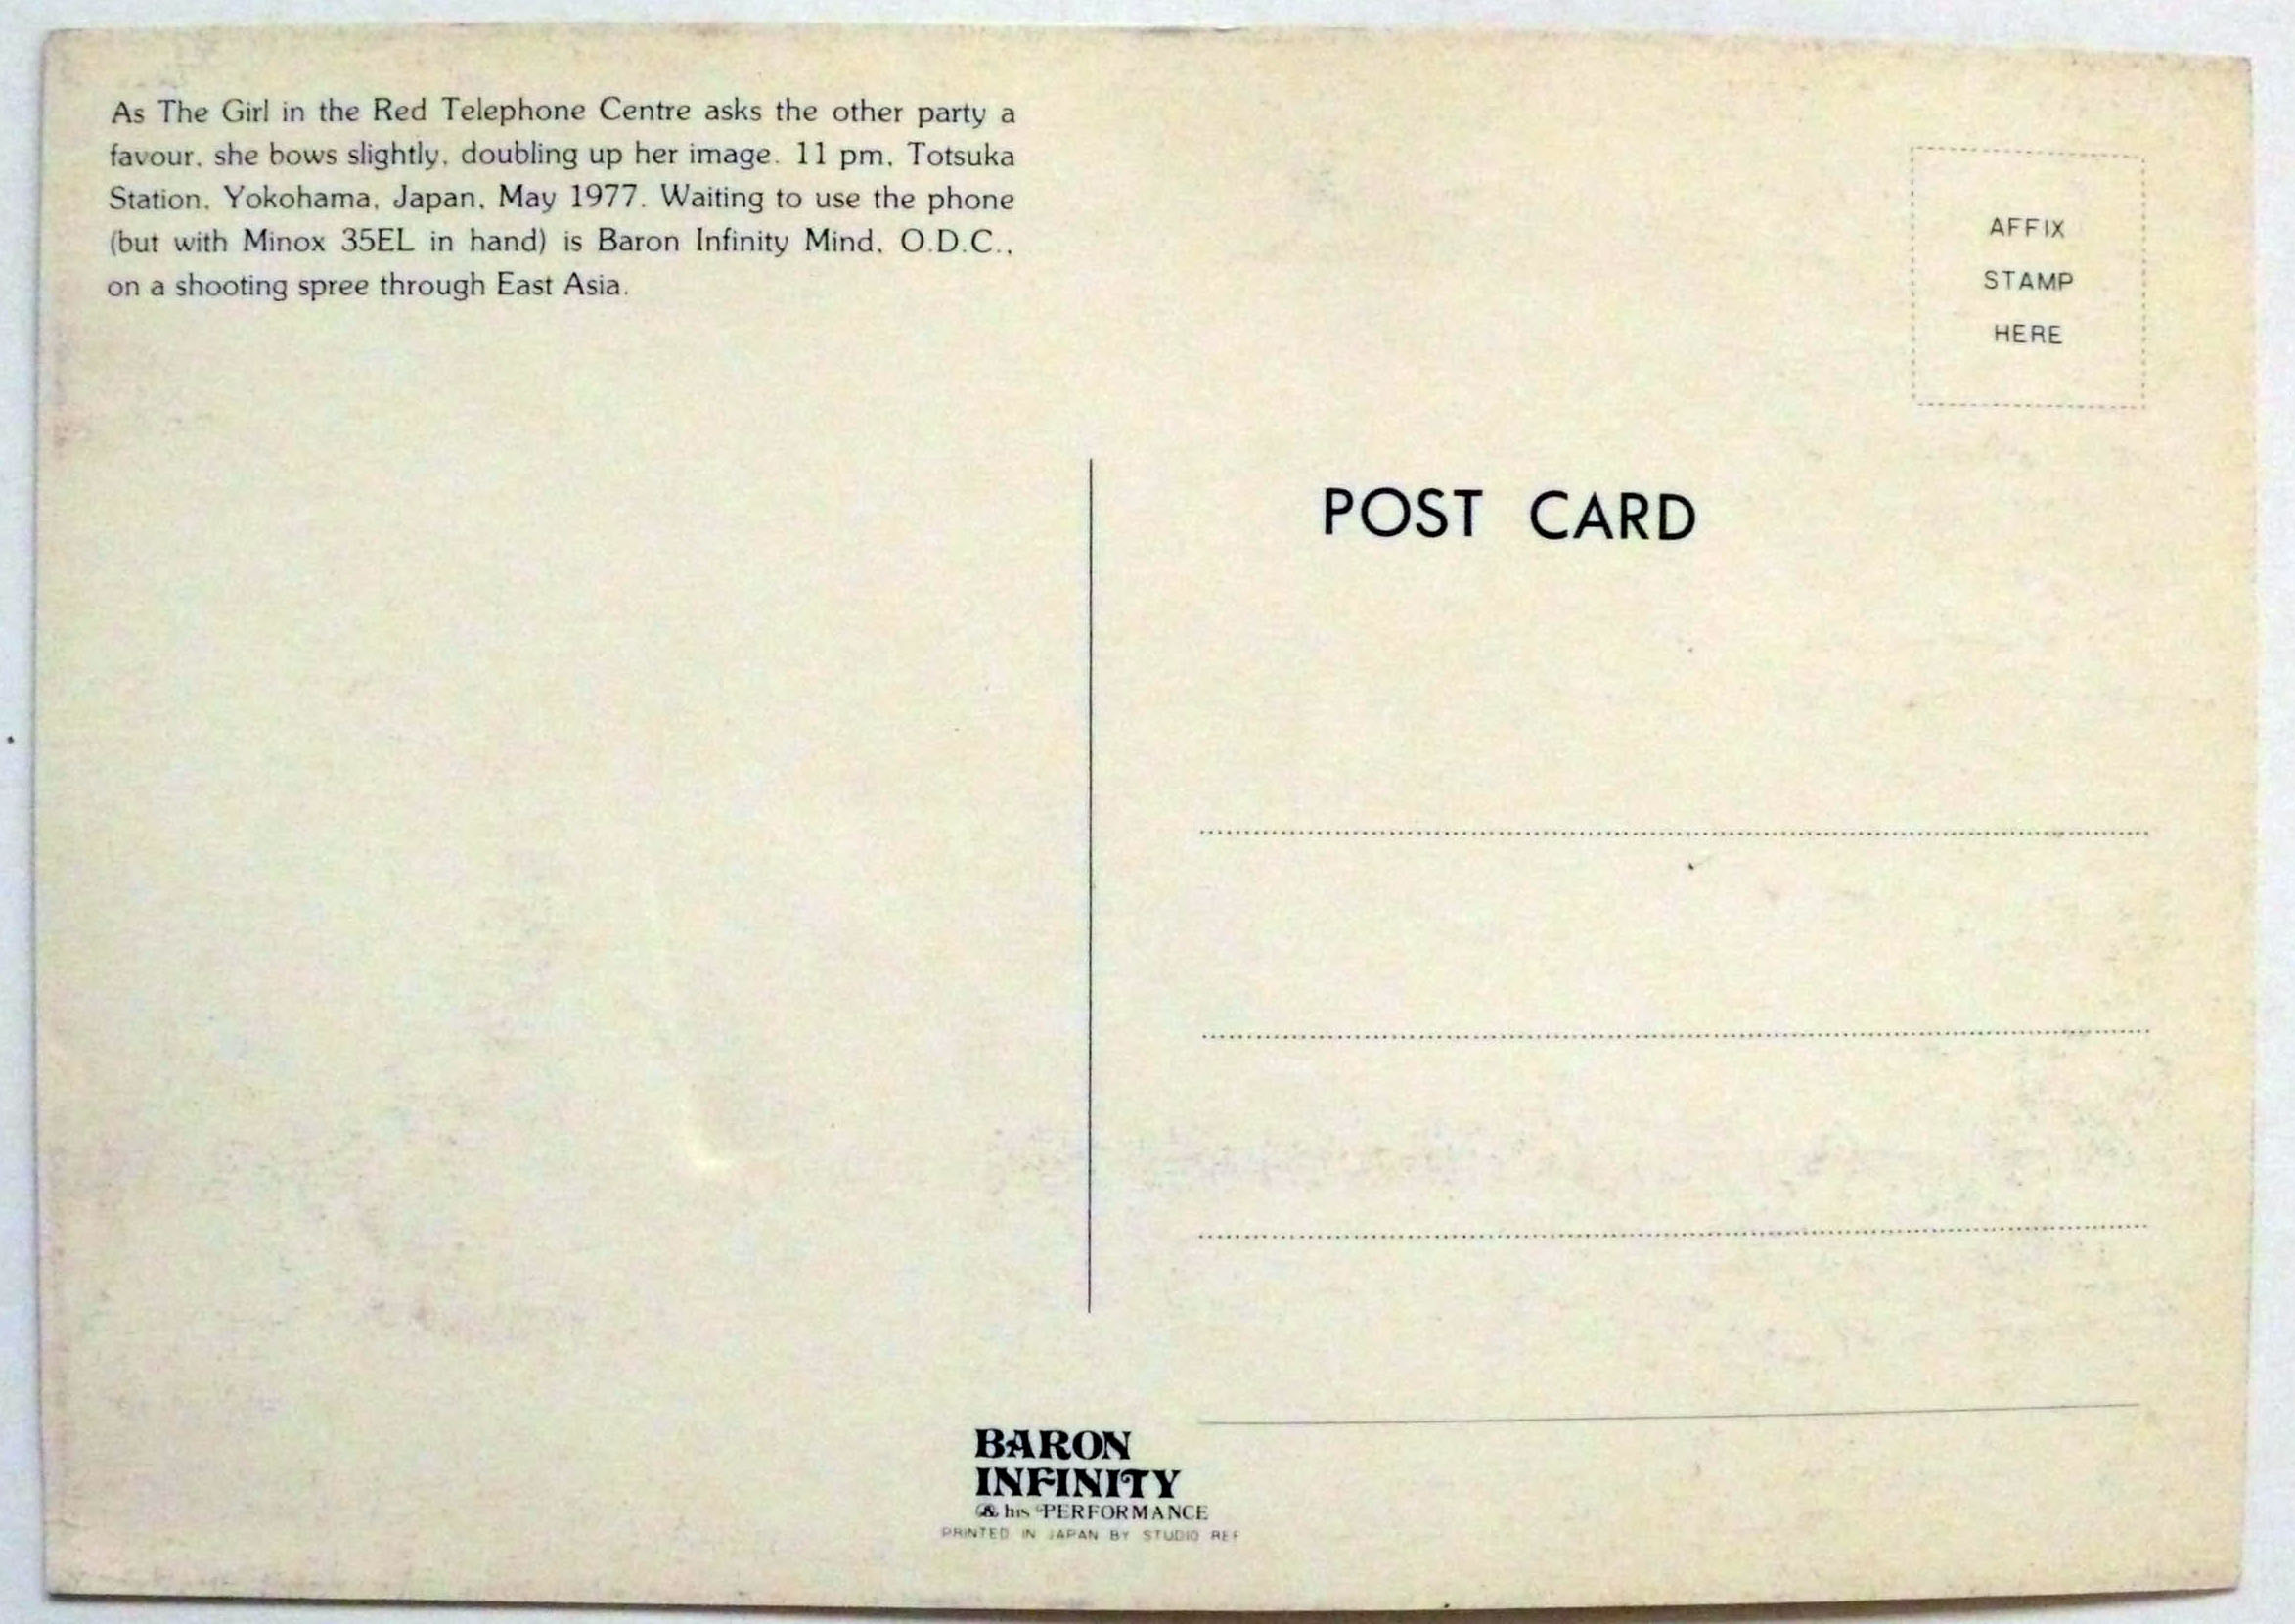 As The Girl in the Red Telephone Centre asks the other party a
favour, she bows slightly, doubling up her image. 11 pm, Totsuka
Station, Yokohama, Japan, May 1977. Waiting to use the phone
(but with Minox 35EL in hand) is Baron Infinity Mind, O.D.C.,
on a shooting spree through East Asia.
AFFIX
STAMP
HERE
POST CARD
BARON
INFINITY
& his PERFORMANCE
PRINTED IN JAPAN BY STUDIO REF